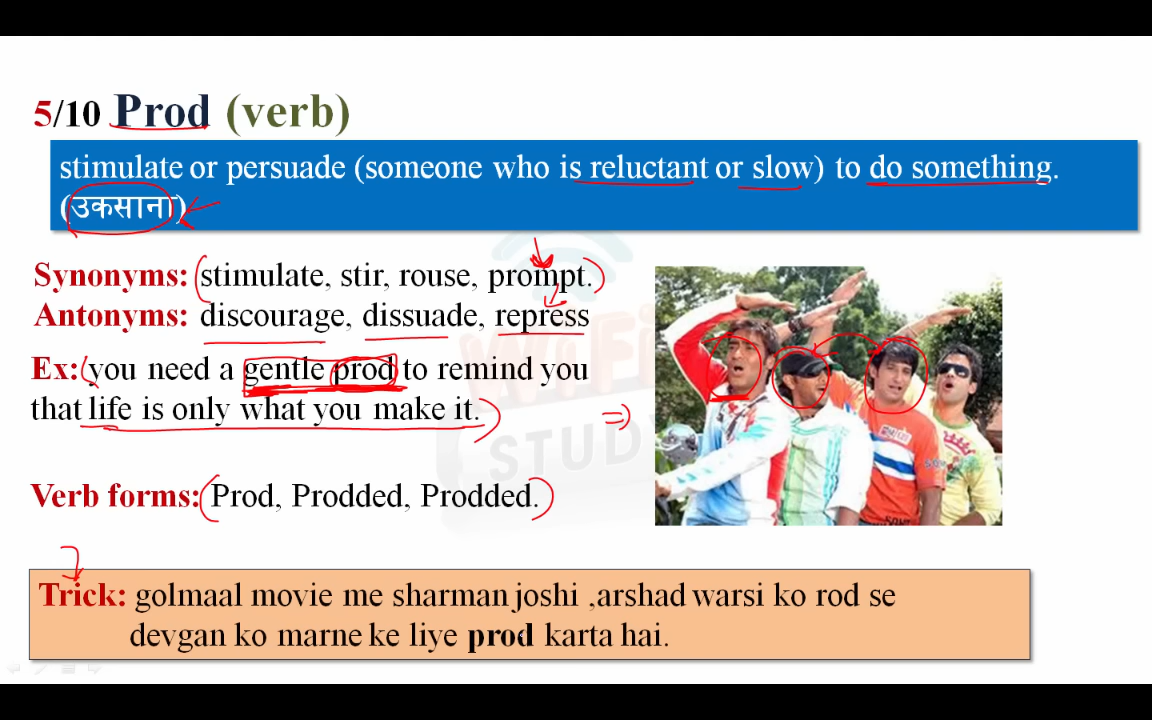 5/10 Prod (verb)
stimulate or persuade (someone who is reluctant or slow) to do something.
(उकसाना)
Synonyms: stimulate, stir, rouse, prompt.
Antonyms: discourage, dissuade, repress
Ex: you need a gentle prod to remind you
that life is only what you make it.
Verb forms: Prod, Prodded, Prodded.
Trick: golmaal movie me sharman joshi ,arshad warsi ko rod se
devgan ko marne ke liye prod karta hai.
WiFi
STUDY